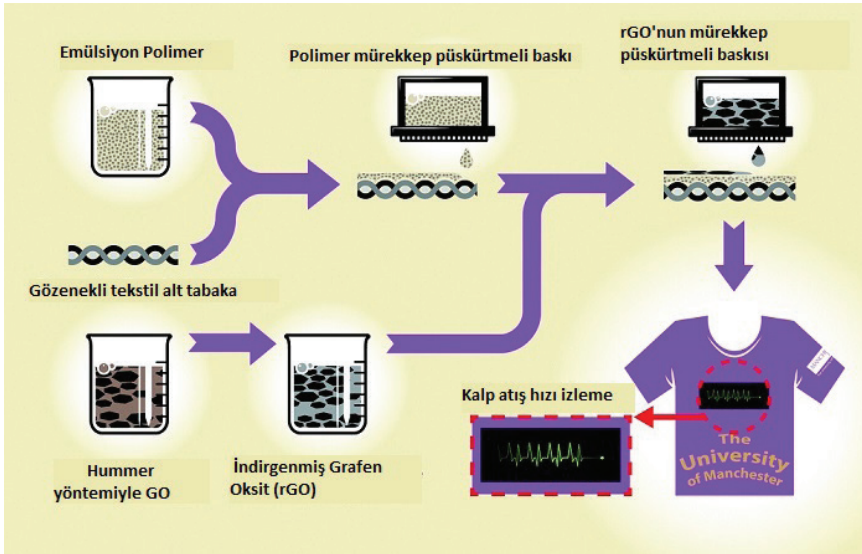 Emülsiyon Polimer
Polimer mürekkep püskürtmeli baskı
rGO'nun mürekkep
püskürtmeli baskısı
Gözenekli tekstil alt tabaka
Hummer
yöntemiyle GO
İndirgenmiş Grafen
Oksit (rGO)
Kalp atış hızı izleme
The
University
of Manchester